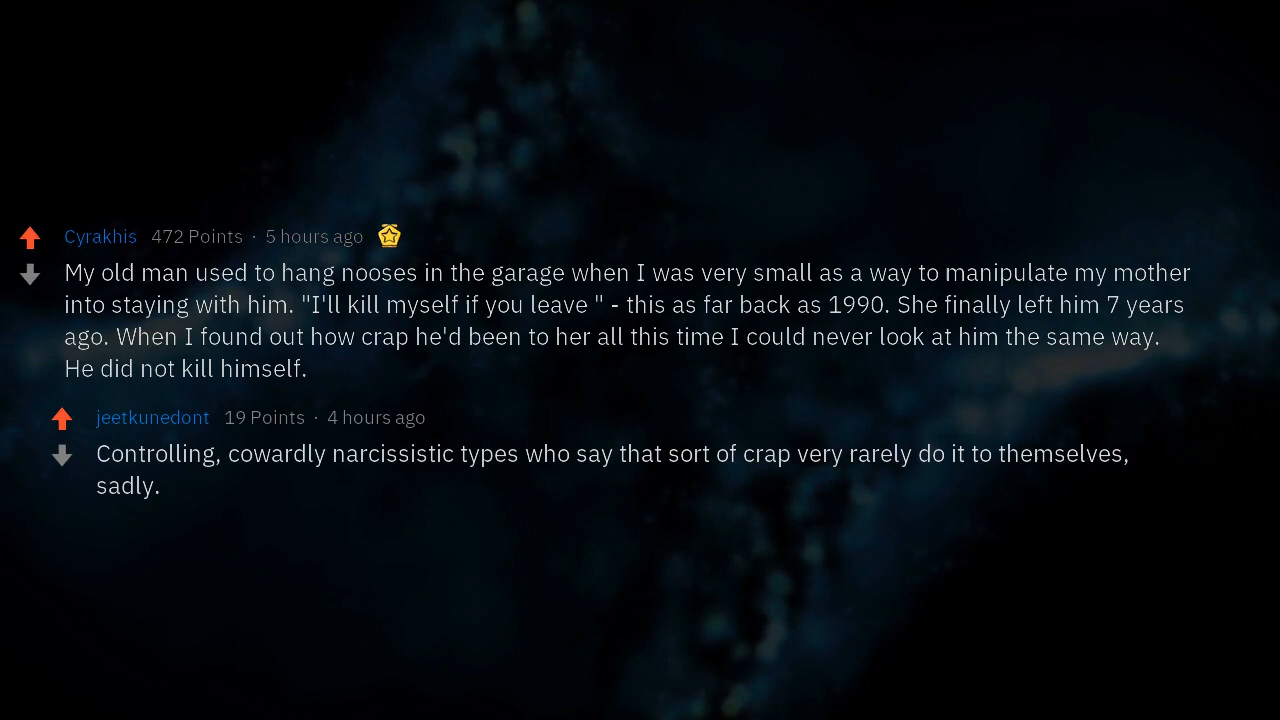 Cyrakhis 472 Points · 5 hours ago
My old man used to hang nooses in the garage when I was very small as a way to manipulate my mother
into staying with him. "I'll kill myself if you leave " - this as far back as 1990. She finally left him 7 years
ago. When I found out how crap he'd been to her all this time I could never look at him the same way.
He did not kill himself.
jeetkunedont 19 Points · 4 hours ago
Controlling, cowardly narcissistic types who say that sort of crap very rarely do it to themselves,
sadly.